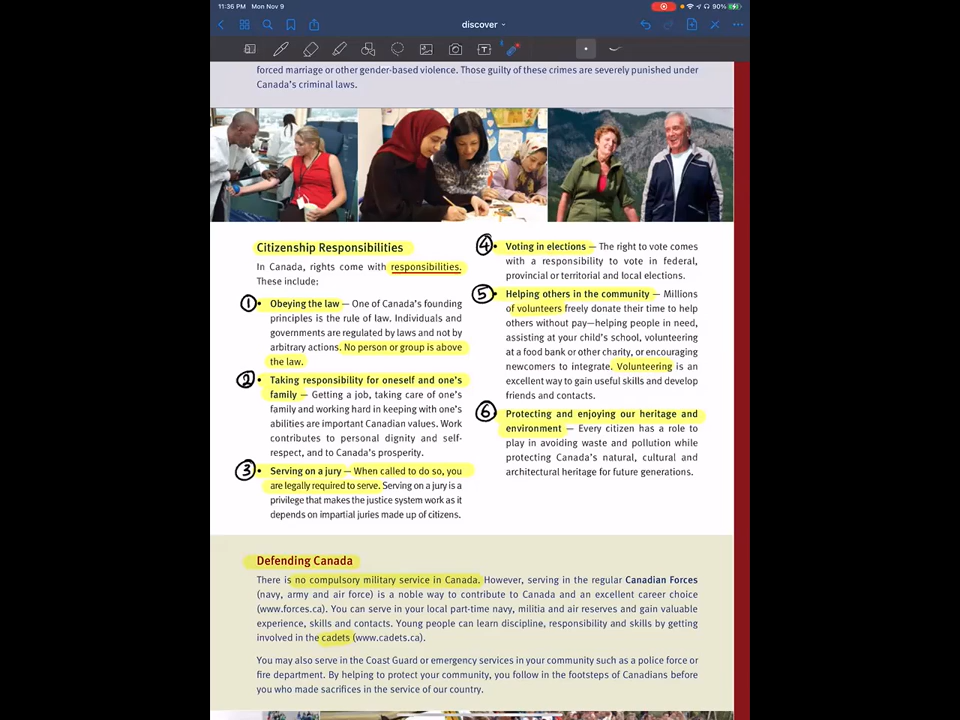 11:36 PM Mon Nov 9
90%
discover
forced marriage or other gender-based violence. Those guilty of these crimes are severely punished under
Canada's criminal laws.
Citizenship Responsibilities
In Canada, rights come with responsibilities.
These include:
1 • Obeying the law — One of Canada's founding
principles is the rule of law. Individuals and
governments are regulated by laws and not by
arbitrary actions. No person or group is above
the law.
2 • Taking responsibility for oneself and one's
family — Getting a job, taking care of one's
family and working hard in keeping with one's
abilities are important Canadian values. Work
contributes to personal dignity and self-
respect, and to Canada's prosperity.
3 • Serving on a jury — When called to do so, you
are legally required to serve. Serving on a jury is a
privilege that makes the justice system work as it
depends on impartial juries made up of citizens.
4 • Voting in elections — The right to vote comes
with a responsibility to vote in federal,
provincial or territorial and local elections.
5 • Helping others in the community — Millions
of volunteers freely donate their time to help
others without pay—helping people in need,
assisting at your child's school, volunteering
at a food bank or other charity, or encouraging
newcomers to integrate. Volunteering is an
excellent way to gain useful skills and develop
friends and contacts.
6 • Protecting and enjoying our heritage and
environment — Every citizen has a role to
play in avoiding waste and pollution while
protecting Canada's natural, cultural and
architectural heritage for future generations.
Defending Canada
There is no compulsory military service in Canada. However, serving in the regular Canadian Forces
(navy, army and air force) is a noble way to contribute to Canada and an excellent career choice
(www.forces.ca). You can serve in your local part-time navy, militia and air reserves and gain valuable
experience, skills and contacts. Young people can learn discipline, responsibility and skills by getting
involved in the cadets (www.cadets.ca).
You may also serve in the Coast Guard or emergency services in your community such as a police force or
fire department. By helping to protect your community, you follow in the footsteps of Canadians before
you who made sacrifices in the service of our country.